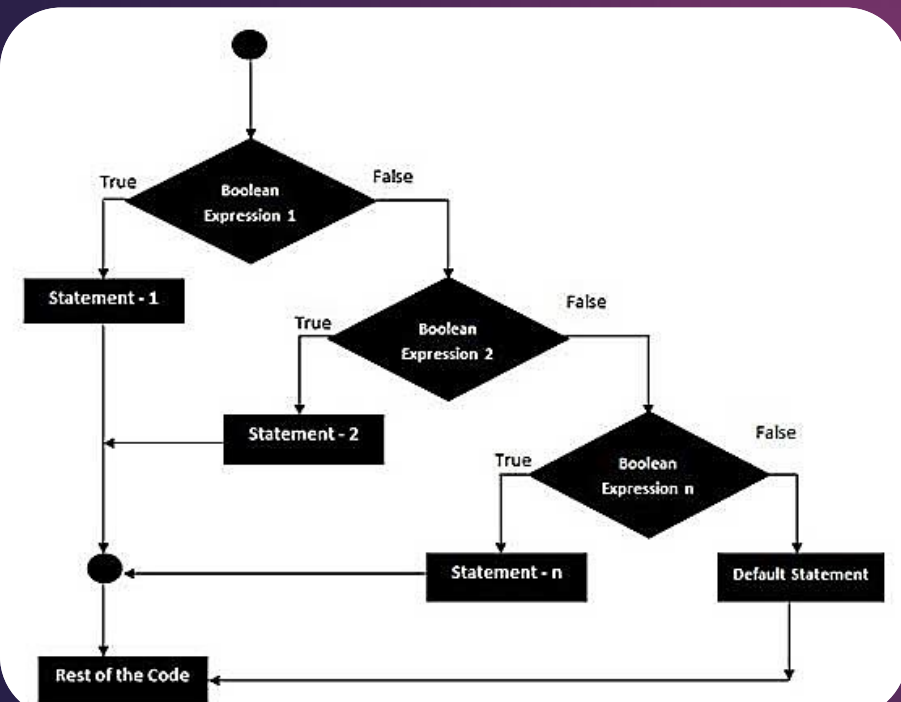 True
False
Boolean
Expression 1
Statement - 1
True
False
Boolean
Expression 2
Statement - 2
True
False
Boolean
Expression n
Statement - n
Default Statement
Rest of the Code